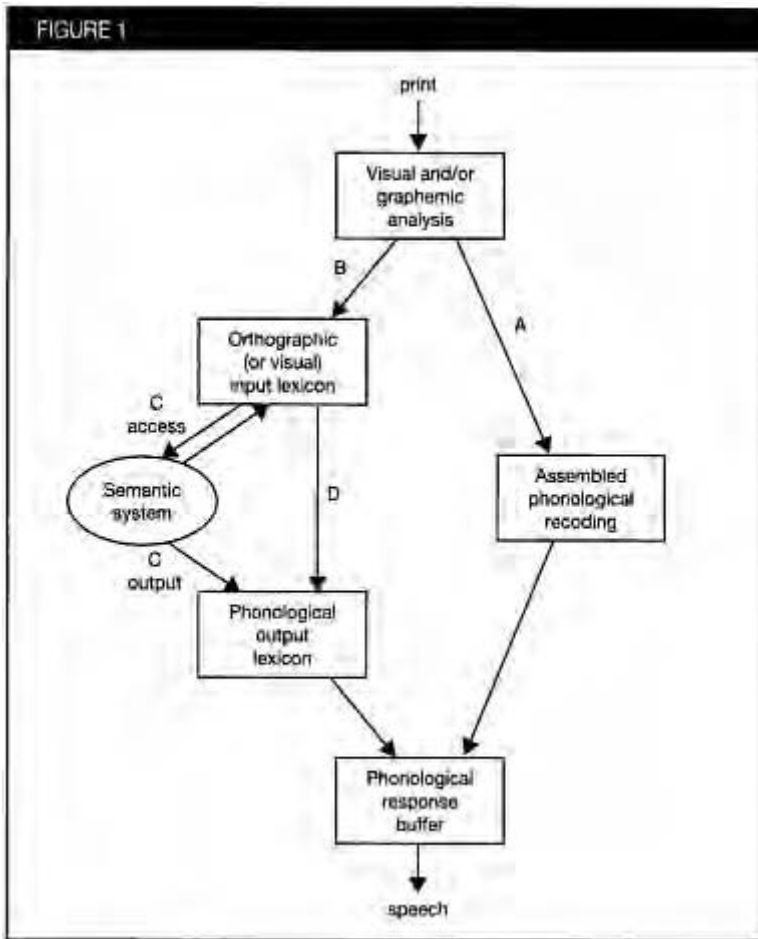 FIGURE 1
print
Visual and/or
graphemic
analysis
B
A
Orthographic
(or visual)
input lexicon
C
access
Semantic
system
D
Assembled
phonological
recoding
C
output
Phonological
output
lexicon
Phonological
response
buffer
speech